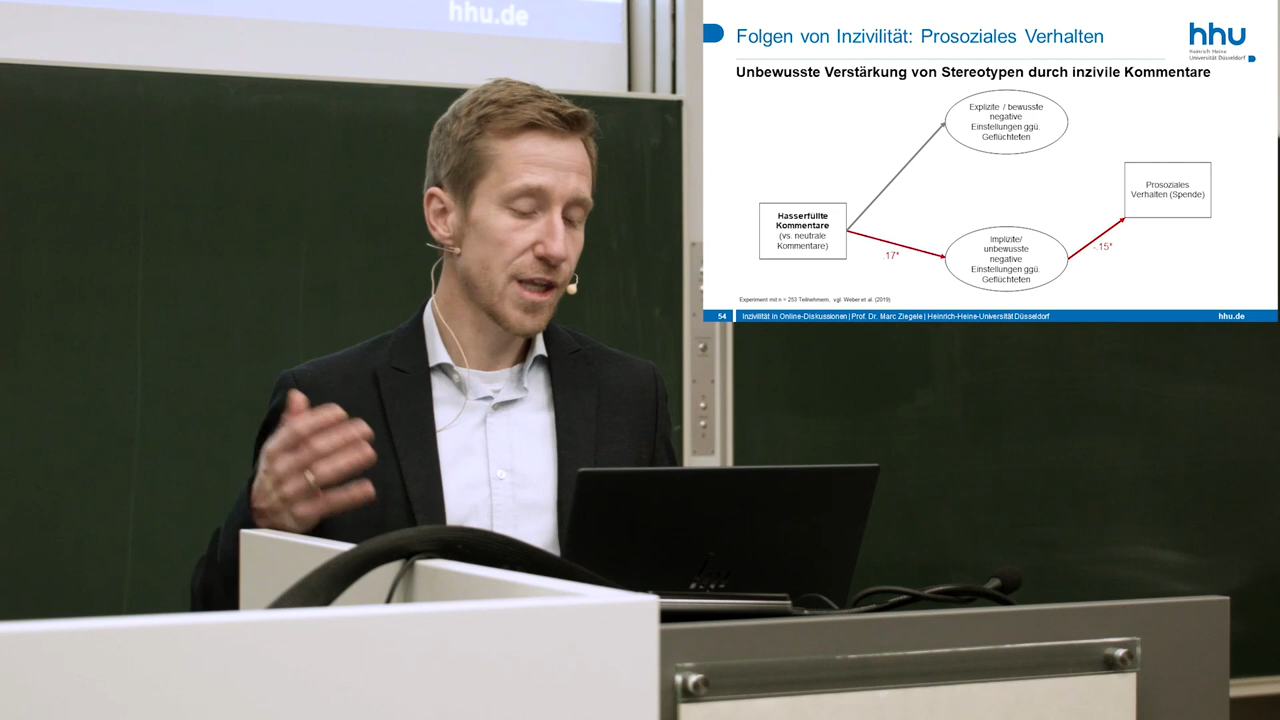 hhu.de
Folgen von Inzivilität: Prosoziales Verhalten
hhu
Heinrich Heine
Universität Düsseldorf
Unbewusste Verstärkung von Stereotypen durch inzivile Kommentare
Explizite / bewusste
negative
Einstellungen ggü.
Geflüchteten
Prosoziales
Verhalten (Spende)
Hasserfüllte
Kommentare
(vs. neutrale
Kommentare)
.17*
Implizite/
unbewusste
negative
Einstellungen ggü.
Geflüchteten
-.15*
Experiment mit n = 253 Teilnehmern, vgl. Weber et al. (2019)
54 Inzivilität in Online-Diskussionen | Prof. Dr. Marc Ziegele | Heinrich-Heine-Universität Düsseldorf hhu.de
hp